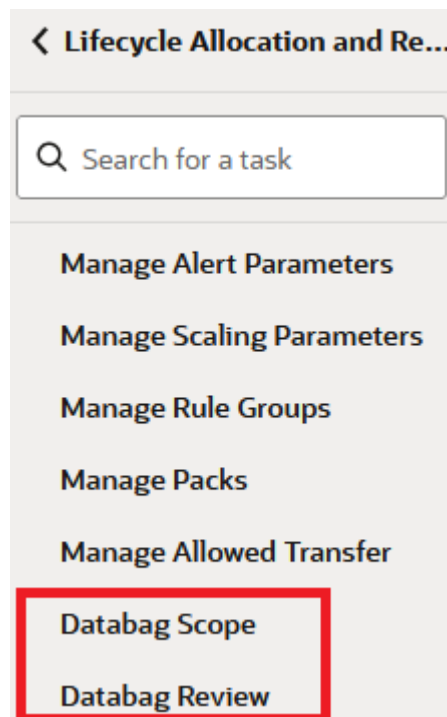 Lifecycle Allocation and Re...
Search for a task
Manage Alert Parameters
Manage Scaling Parameters
Manage Rule Groups
Manage Packs
Manage Allowed Transfer
Databag Scope
Databag Review